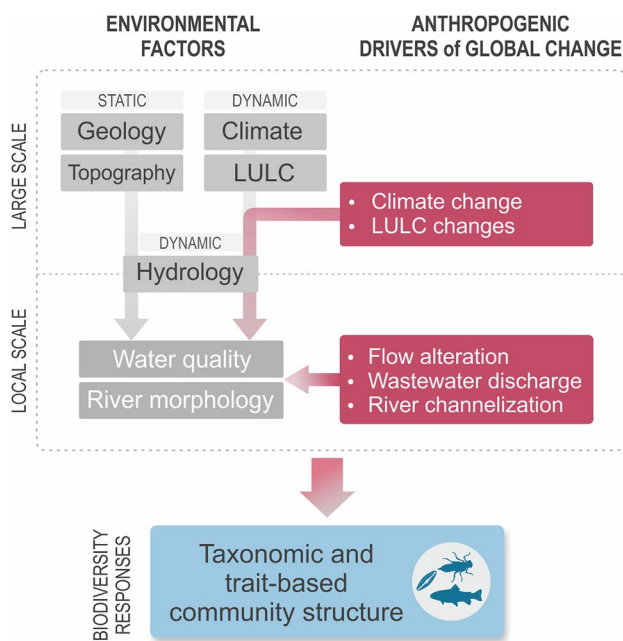 ENVIRONMENTAL
FACTORS
ANTHROPOGENIC
DRIVERS of GLOBAL CHANGE
LARGE SCALE
STATIC
Geology
Topography
DYNAMIC
Climate
LULC
• Climate change
• LULC changes
DYNAMIC
Hydrology
LOCAL SCALE
Water quality
River morphology
• Flow alteration
• Wastewater discharge
• River channelization
BIODIVERSITY
RESPONSES
Taxonomic and
trait-based
community structure